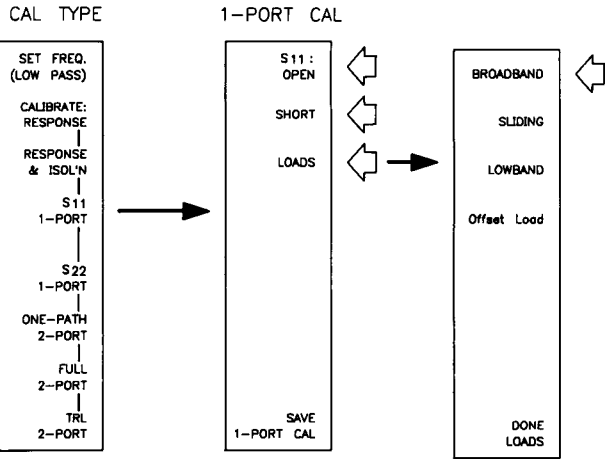 CAL TYPE
SET FREQ.
(LOW PASS)
CALIBRATE:
RESPONSE
RESPONSE
& ISOL'N
S11
1-PORT
S22
1-PORT
ONE-PATH
2-PORT
FULL
2-PORT
TRL
2-PORT
1-PORT CAL
S11:
OPEN
SHORT
LOADS
SAVE
1-PORT CAL
BROADBAND
SLIDING
LOWBAND
Offset Load
DONE
LOADS